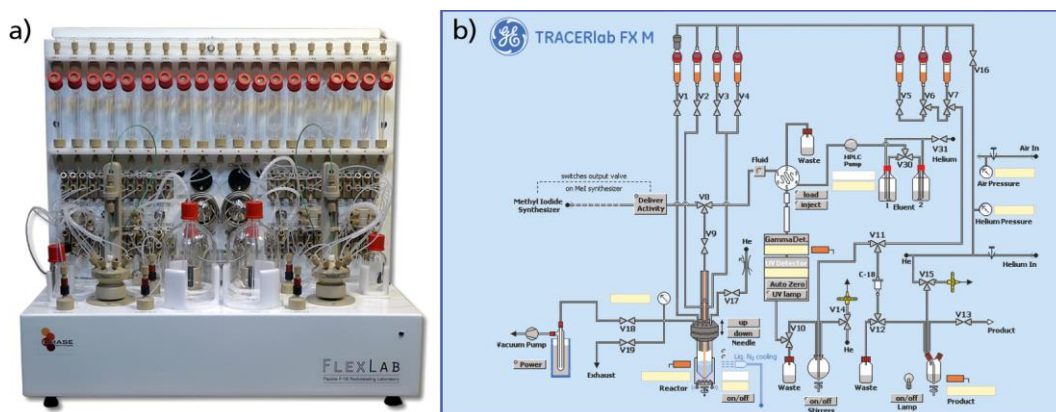 a)
iPHASE
FLEXLAB
b)
GE
TRACERlab FX M
V16
V1
V2
V3
V4
V5
V6
V7
Waste
HPLC
Pump
V31
V30
Helium
Air In
Air Pressure
1
2
Eluent
Helium Pressure
switches output valve
on MeI synthesizer
Methyl Iodide
Synthesizer
Deliver
Activity
V8
Fluid
load
inject
V9
GammaDet.
UV Detector
Auto Zero
UV lamp
V11
He
Helium In
He
V15
C-18
V17
V14
V10
V12
V13
Product
He
V18
V19
up
down
Needle
Vacuum Pump
Power
Exhaust
Liq. N₂ cooling
Reactor
on/off
Waste
on/off
Stirrers
Waste
on/off
Lamp
Product